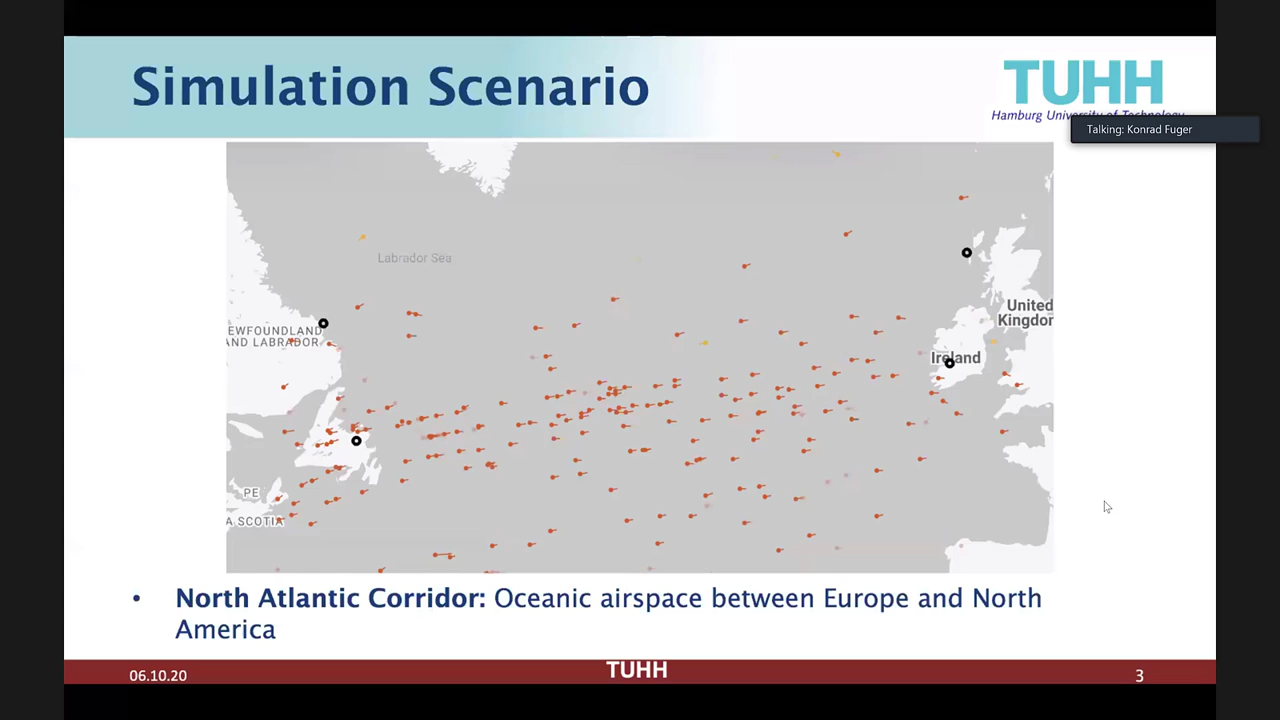 Simulation Scenario
TUHH
Hamburg University of Technology
Talking: Konrad Fuger
Labrador Sea
EWFOUNDLAND
AND LABRADOR
United
Kingdor
Ireland
PE
A SCOTIA
• North Atlantic Corridor: Oceanic airspace between Europe and North
America
06.10.20
TUHH
3